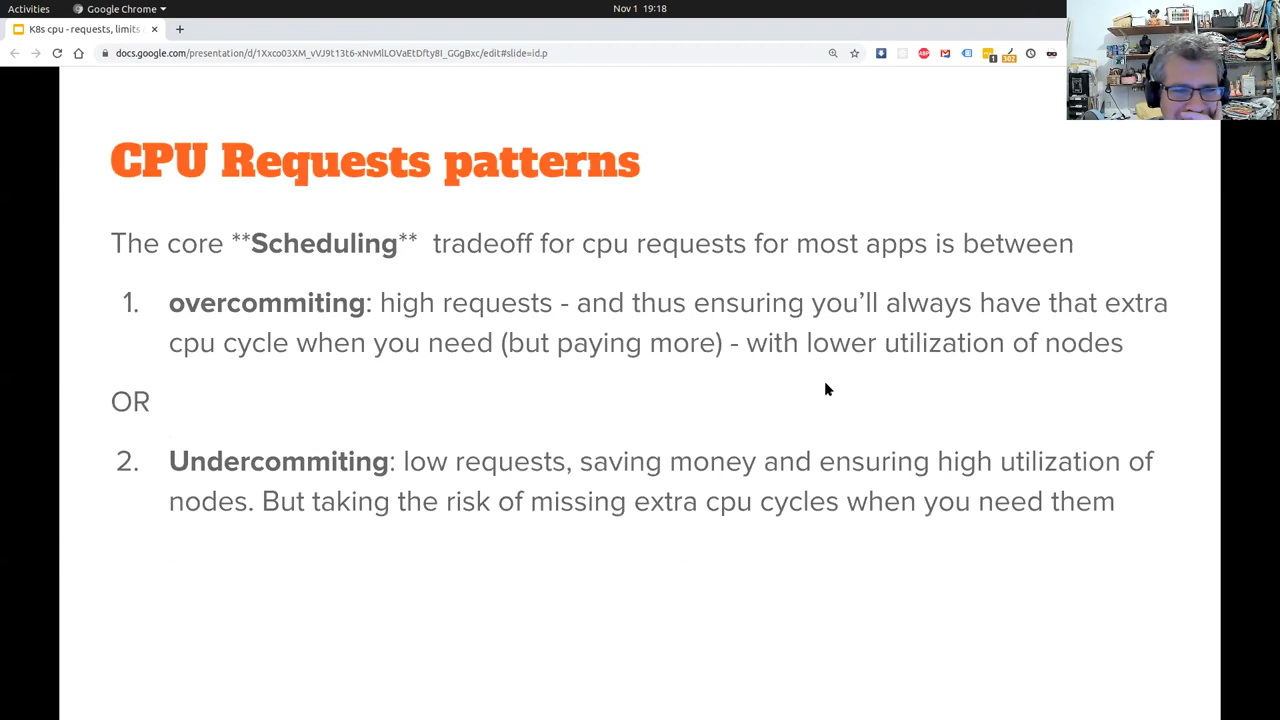 Activities
Google Chrome
Nov 1 19:18
K8s cpu - requests, limits
docs.google.com/presentation/d/1Xxco03XM_vVJ9t13t6-xNvMlLOVaEtDfty8I_GGgBxc/edit#slide=id.p
ABP
1
302
CPU Requests patterns
The core **Scheduling** tradeoff for cpu requests for most apps is between
1. overcommiting: high requests - and thus ensuring you’ll always have that extra
cpu cycle when you need (but paying more) - with lower utilization of nodes
OR
2. Undercommiting: low requests, saving money and ensuring high utilization of
nodes. But taking the risk of missing extra cpu cycles when you need them